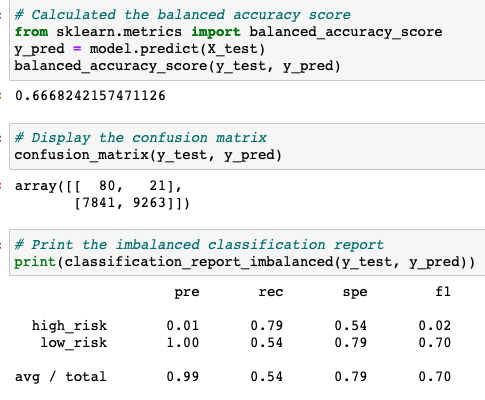 # Calculated the balanced accuracy score
from sklearn.metrics import balanced_accuracy_score
y_pred = model.predict(X_test)
balanced_accuracy_score(y_test, y_pred)
0.6668242157471126
# Display the confusion matrix
confusion_matrix(y_test, y_pred)
array([[  80,   21],
       [7841, 9263]])
# Print the imbalanced classification report
print(classification_report_imbalanced(y_test, y_pred))
pre rec spe f1
high_risk 0.01 0.79 0.54 0.02
low_risk 1.00 0.54 0.79 0.70
avg / total 0.99 0.54 0.79 0.70